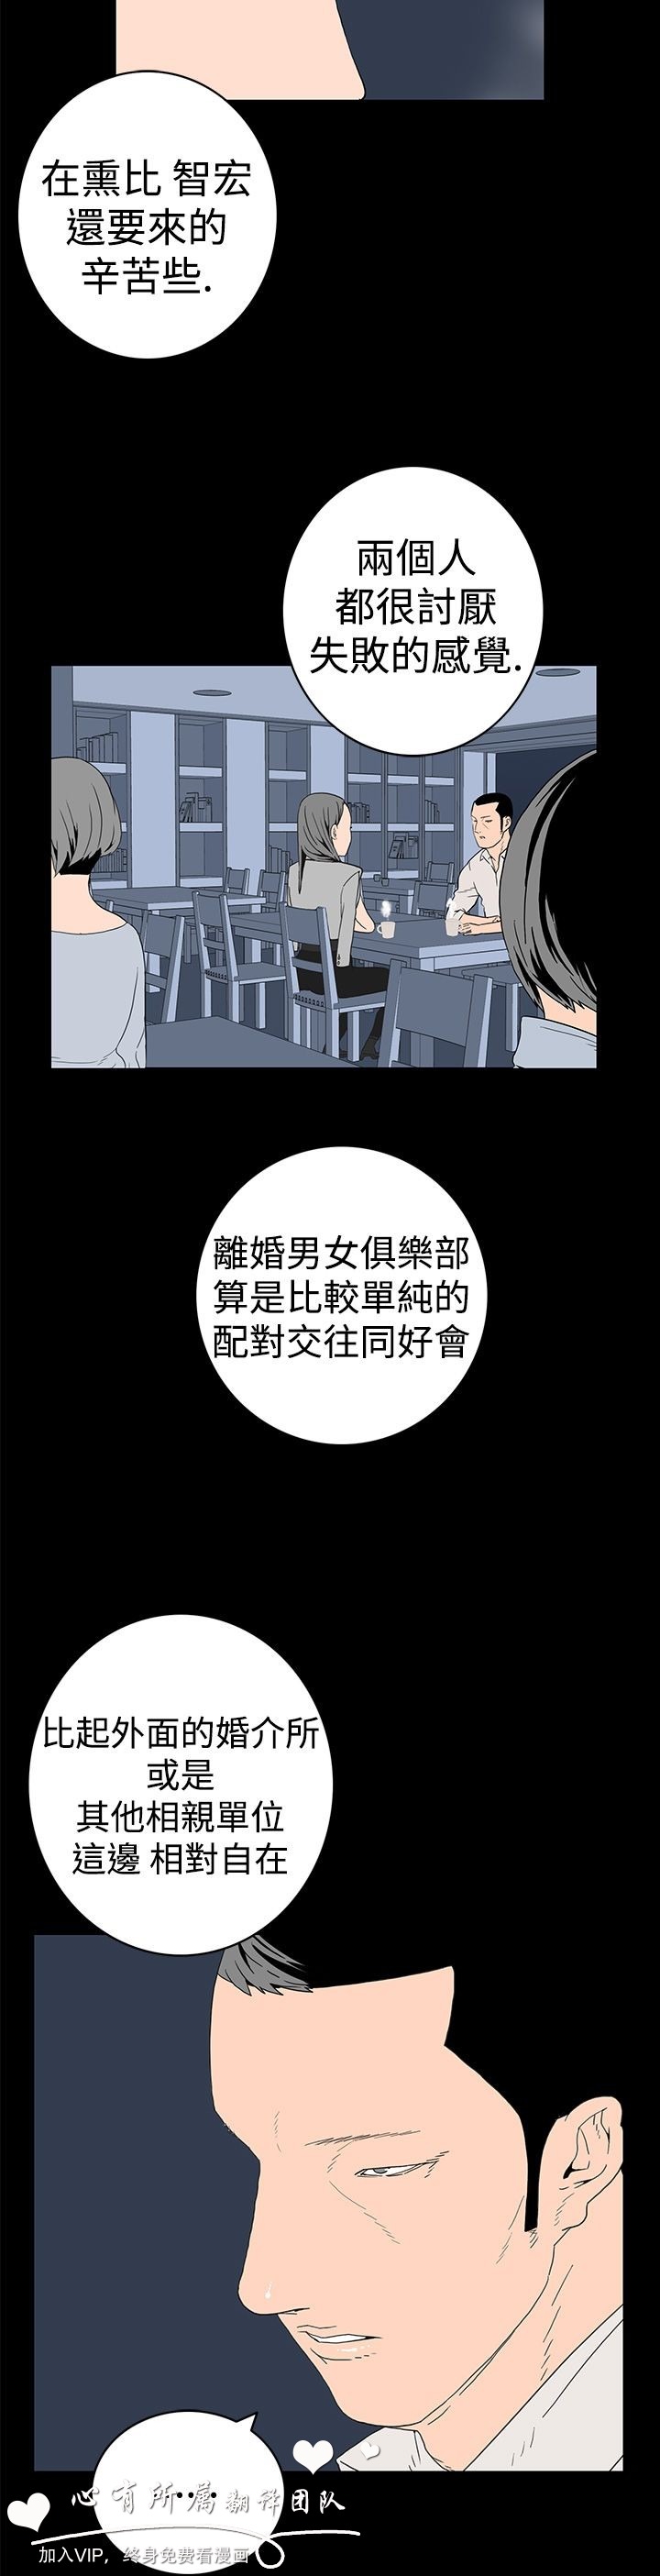 在熏比 智宏
還要來的
辛苦些.
兩個人
都很討厭
失敗的感覺.
離婚男女俱樂部
算是比較單純的
配對交往同好會
比起外面的婚介所
或是
其他相親單位
這邊 相對自在
...
心有所属翻译团队
加入VIP，终身免费看漫画